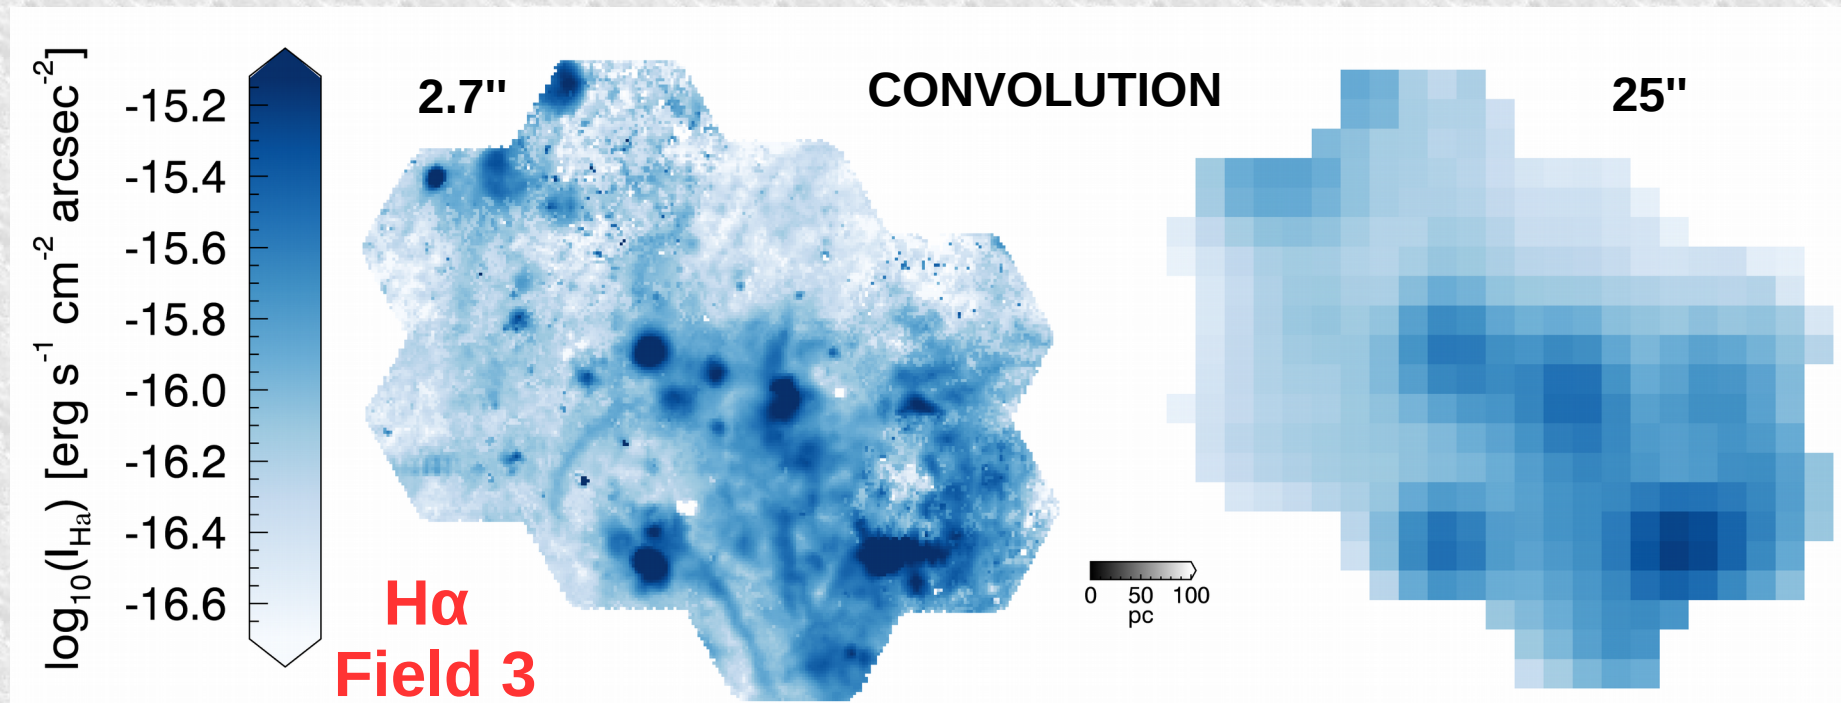 log10(IHa) [erg s-1 cm-2 arcsec-2]
-15.2
-15.4
-15.6
-15.8
-16.0
-16.2
-16.4
-16.6
2.7"
CONVOLUTION
25"
Hα
Field 3
0 50 100
pc